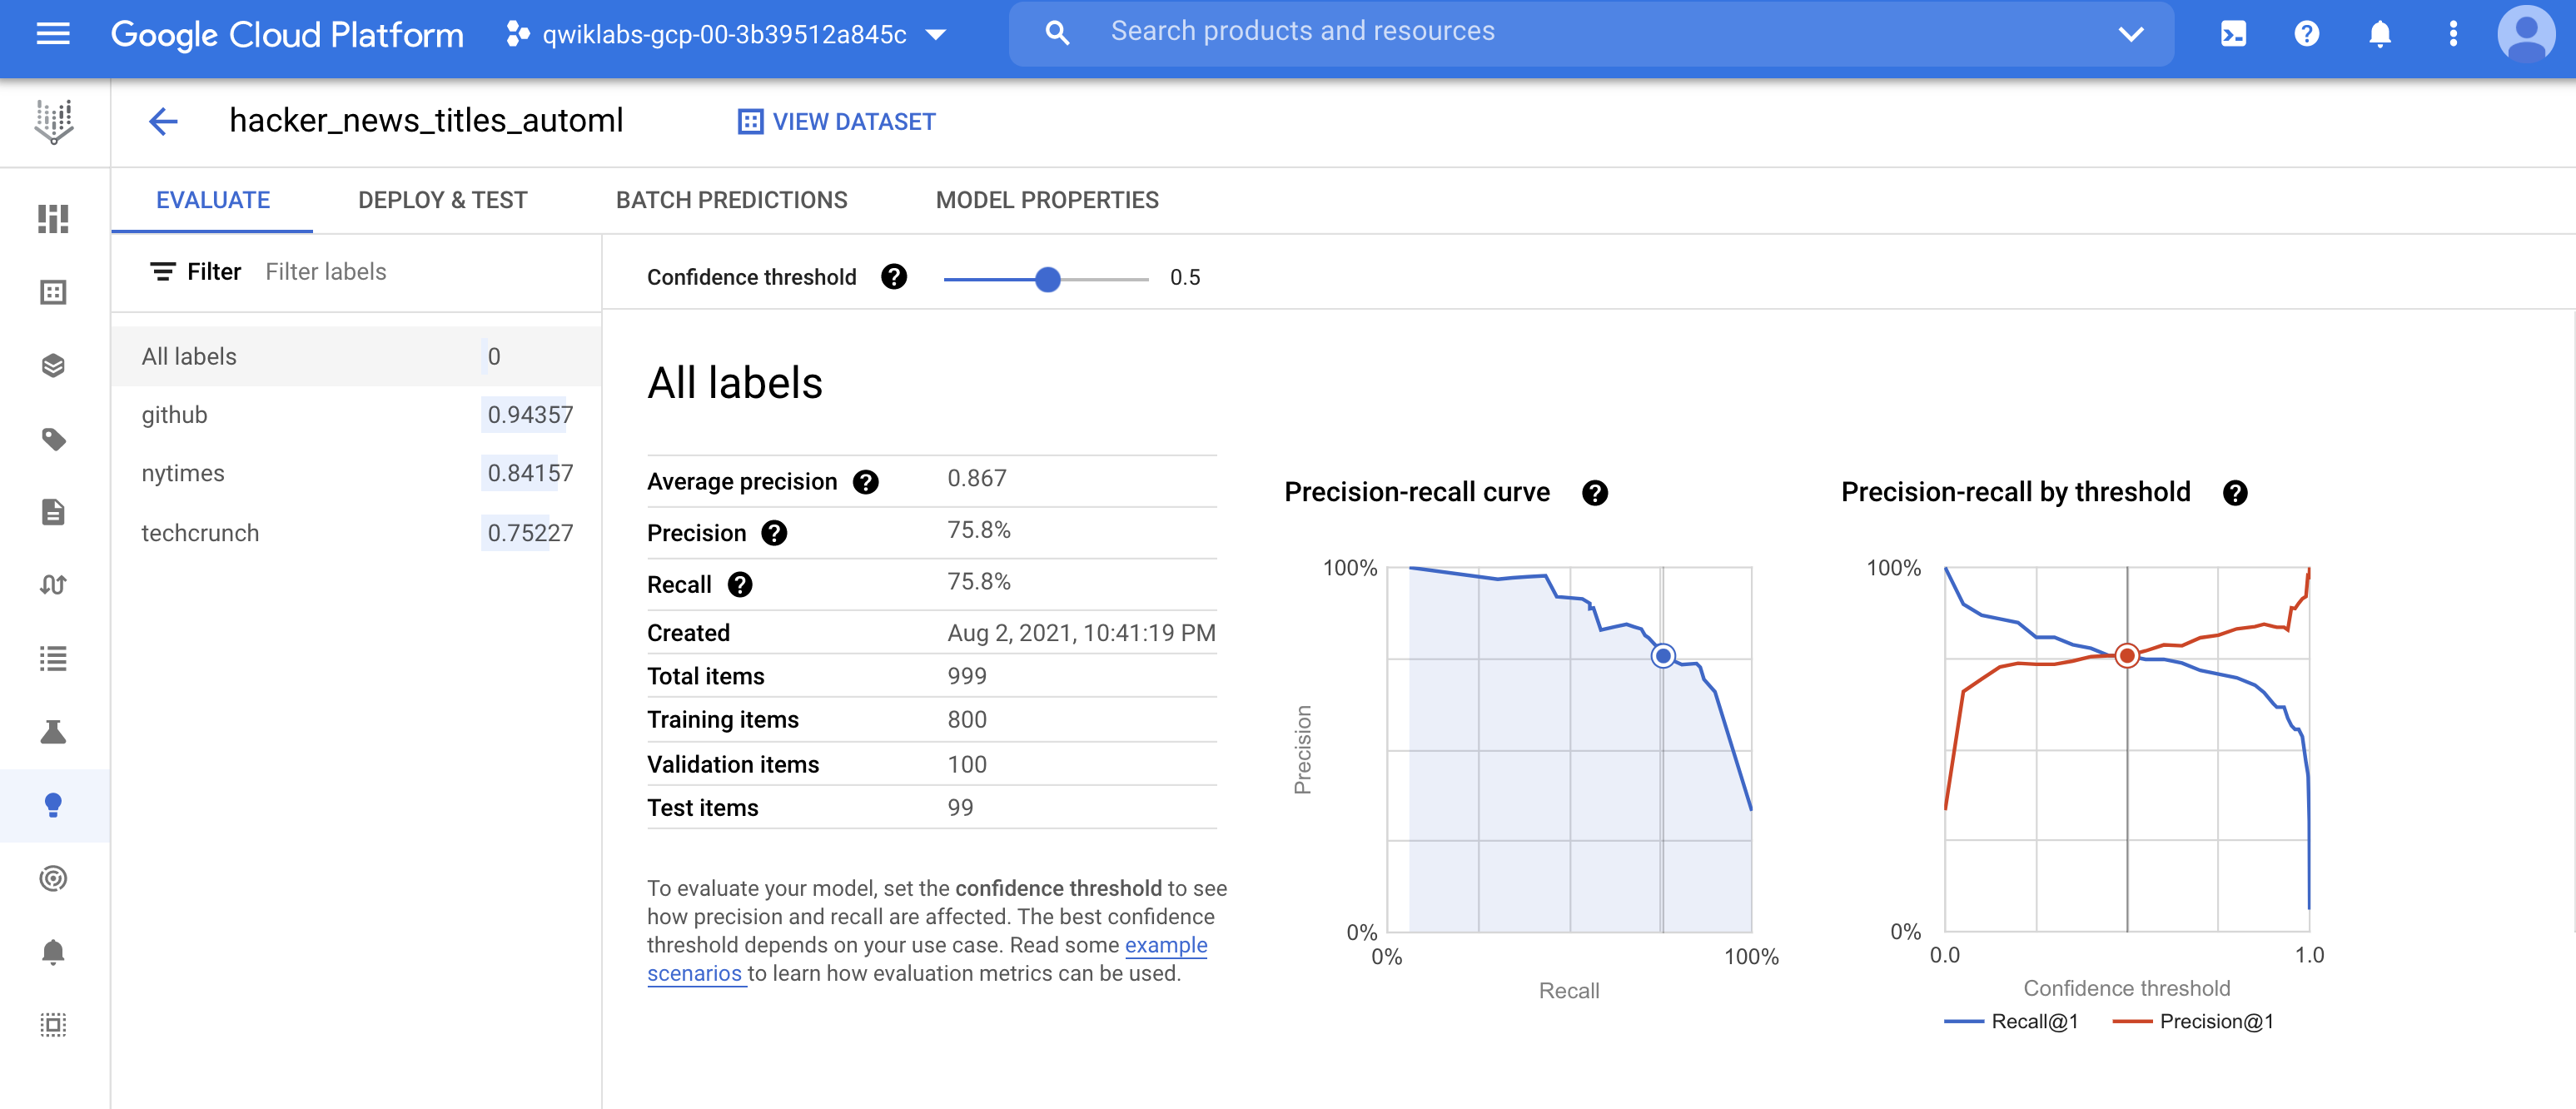 Google Cloud Platform
qwiklabs-gcp-00-3b39512a845c
Search products and resources
hacker_news_titles_automl
VIEW DATASET
EVALUATE
DEPLOY & TEST
BATCH PREDICTIONS
MODEL PROPERTIES
Filter Filter labels
All labels 0
github 0.94357
nytimes 0.84157
techcrunch 0.75227
Confidence threshold 0.5
All labels
Average precision 0.867
Precision 75.8%
Recall 75.8%
Created Aug 2, 2021, 10:41:19 PM
Total items 999
Training items 800
Validation items 100
Test items 99
To evaluate your model, set the confidence threshold to see
how precision and recall are affected. The best confidence
threshold depends on your use case. Read some example
scenarios to learn how evaluation metrics can be used.
Precision-recall curve
100%
Precision
0%
0% 100%
Recall
Precision-recall by threshold
100%
0%
0.0 1.0
Confidence threshold
Recall@1 Precision@1